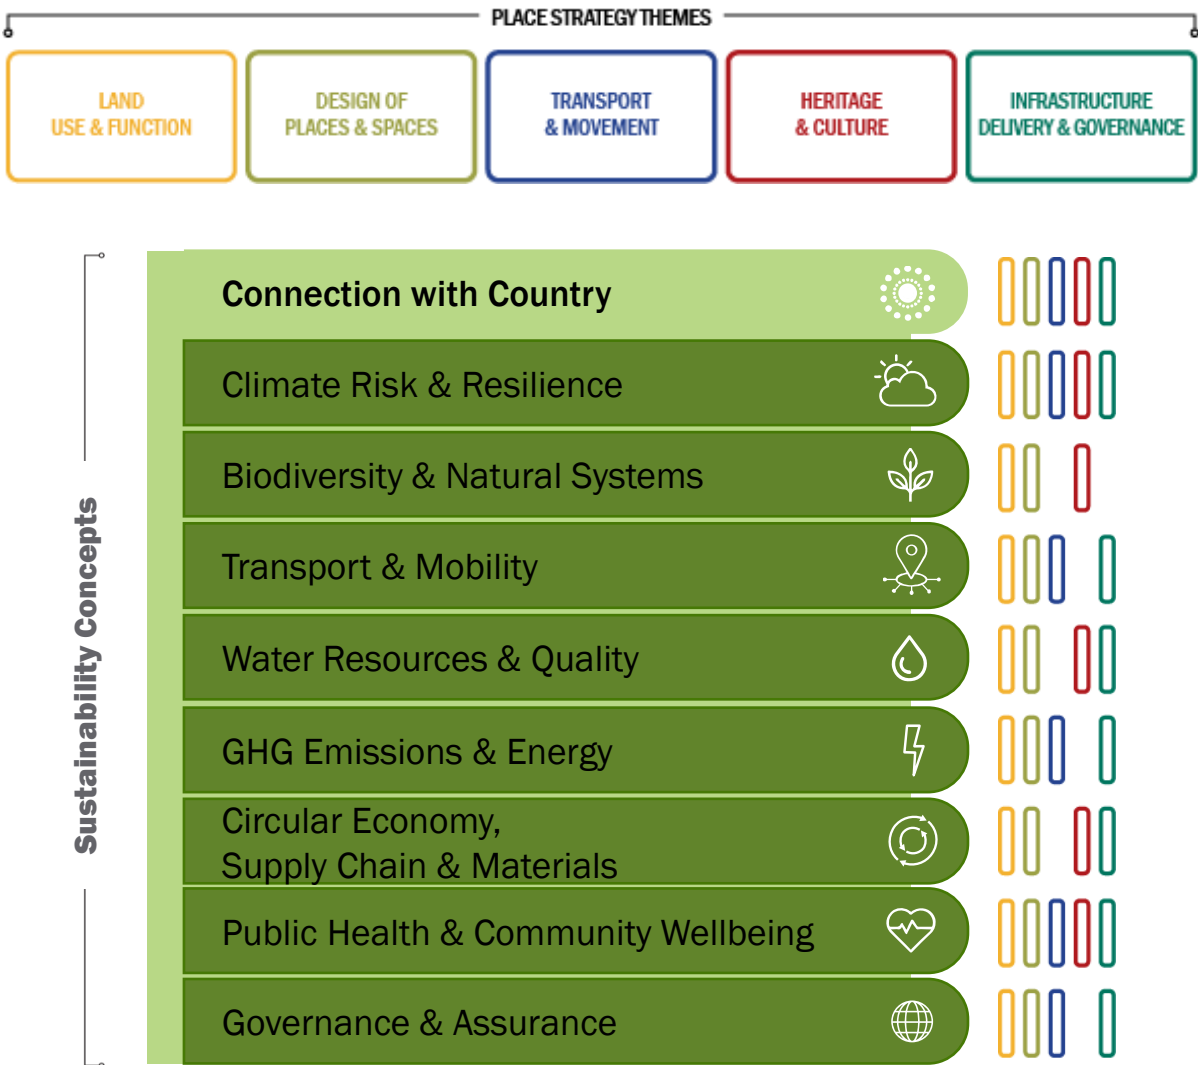 PLACE STRATEGY THEMES
LAND
USE & FUNCTION
DESIGN OF
PLACES & SPACES
TRANSPORT
& MOVEMENT
HERITAGE
& CULTURE
INFRASTRUCTURE
DELIVERY & GOVERNANCE
Sustainability Concepts
Connection with Country
Climate Risk & Resilience
Biodiversity & Natural Systems
Transport & Mobility
Water Resources & Quality
GHG Emissions & Energy
Circular Economy,
Supply Chain & Materials
Public Health & Community Wellbeing
Governance & Assurance